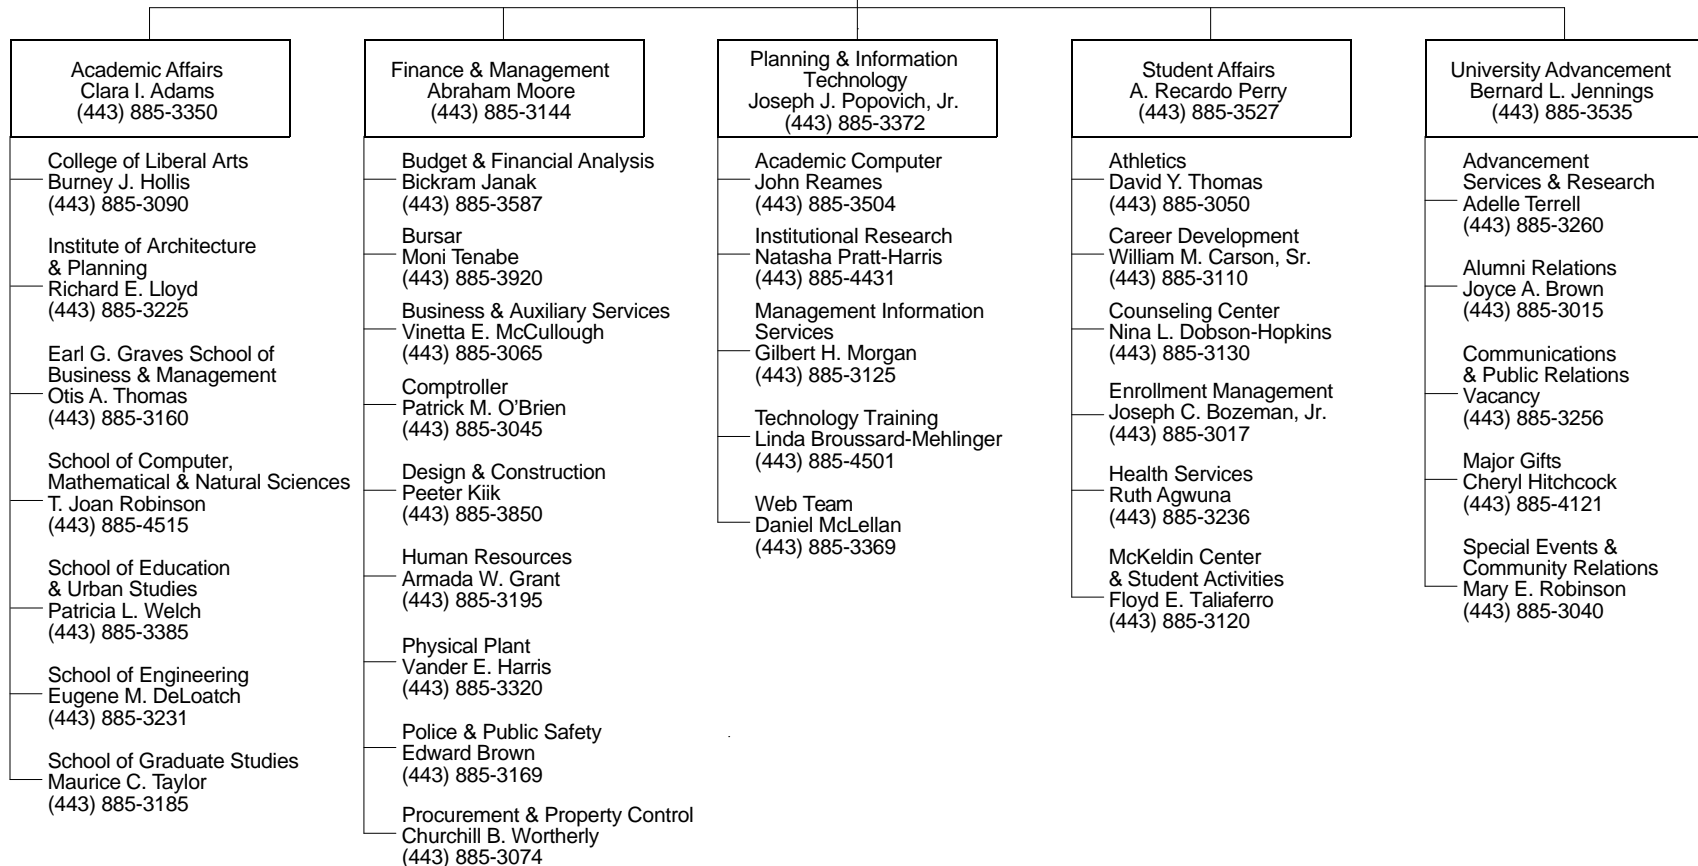 Academic Affairs
Clara I. Adams
(443) 885-3350
College of Liberal Arts
Burney J. Hollis
(443) 885-3090
Institute of Architecture
& Planning
Richard E. Lloyd
(443) 885-3225
Earl G. Graves School of
Business & Management
Otis A. Thomas
(443) 885-3160
School of Computer,
Mathematical & Natural Sciences
T. Joan Robinson
(443) 885-4515
School of Education
& Urban Studies
Patricia L. Welch
(443) 885-3385
School of Engineering
Eugene M. DeLoatch
(443) 885-3231
School of Graduate Studies
Maurice C. Taylor
(443) 885-3185
Finance & Management
Abraham Moore
(443) 885-3144
Budget & Financial Analysis
Bickram Janak
(443) 885-3587
Bursar
Moni Tenabe
(443) 885-3920
Business & Auxiliary Services
Vinetta E. McCullough
(443) 885-3065
Comptroller
Patrick M. O’Brien
(443) 885-3045
Design & Construction
Peeter Kiik
(443) 885-3850
Human Resources
Armada W. Grant
(443) 885-3195
Physical Plant
Vander E. Harris
(443) 885-3320
Police & Public Safety
Edward Brown
(443) 885-3169
Procurement & Property Control
Churchill B. Wortherly
(443) 885-3074
Planning & Information
Technology
Joseph J. Popovich, Jr.
(443) 885-3372
Academic Computer
John Reames
(443) 885-3504
Institutional Research
Natasha Pratt-Harris
(443) 885-4431
Management Information
Services
Gilbert H. Morgan
(443) 885-3125
Technology Training
Linda Broussard-Mehlinger
(443) 885-4501
Web Team
Daniel McLellan
(443) 885-3369
Student Affairs
A. Recardo Perry
(443) 885-3527
Athletics
David Y. Thomas
(443) 885-3050
Career Development
William M. Carson, Sr.
(443) 885-3110
Counseling Center
Nina L. Dobson-Hopkins
(443) 885-3130
Enrollment Management
Joseph C. Bozeman, Jr.
(443) 885-3017
Health Services
Ruth Agwuna
(443) 885-3236
McKeldin Center
& Student Activities
Floyd E. Taliaferro
(443) 885-3120
University Advancement
Bernard L. Jennings
(443) 885-3535
Advancement
Services & Research
Adelle Terrell
(443) 885-3260
Alumni Relations
Joyce A. Brown
(443) 885-3015
Communications
& Public Relations
Vacancy
(443) 885-3256
Major Gifts
Cheryl Hitchcock
(443) 885-4121
Special Events &
Community Relations
Mary E. Robinson
(443) 885-3040